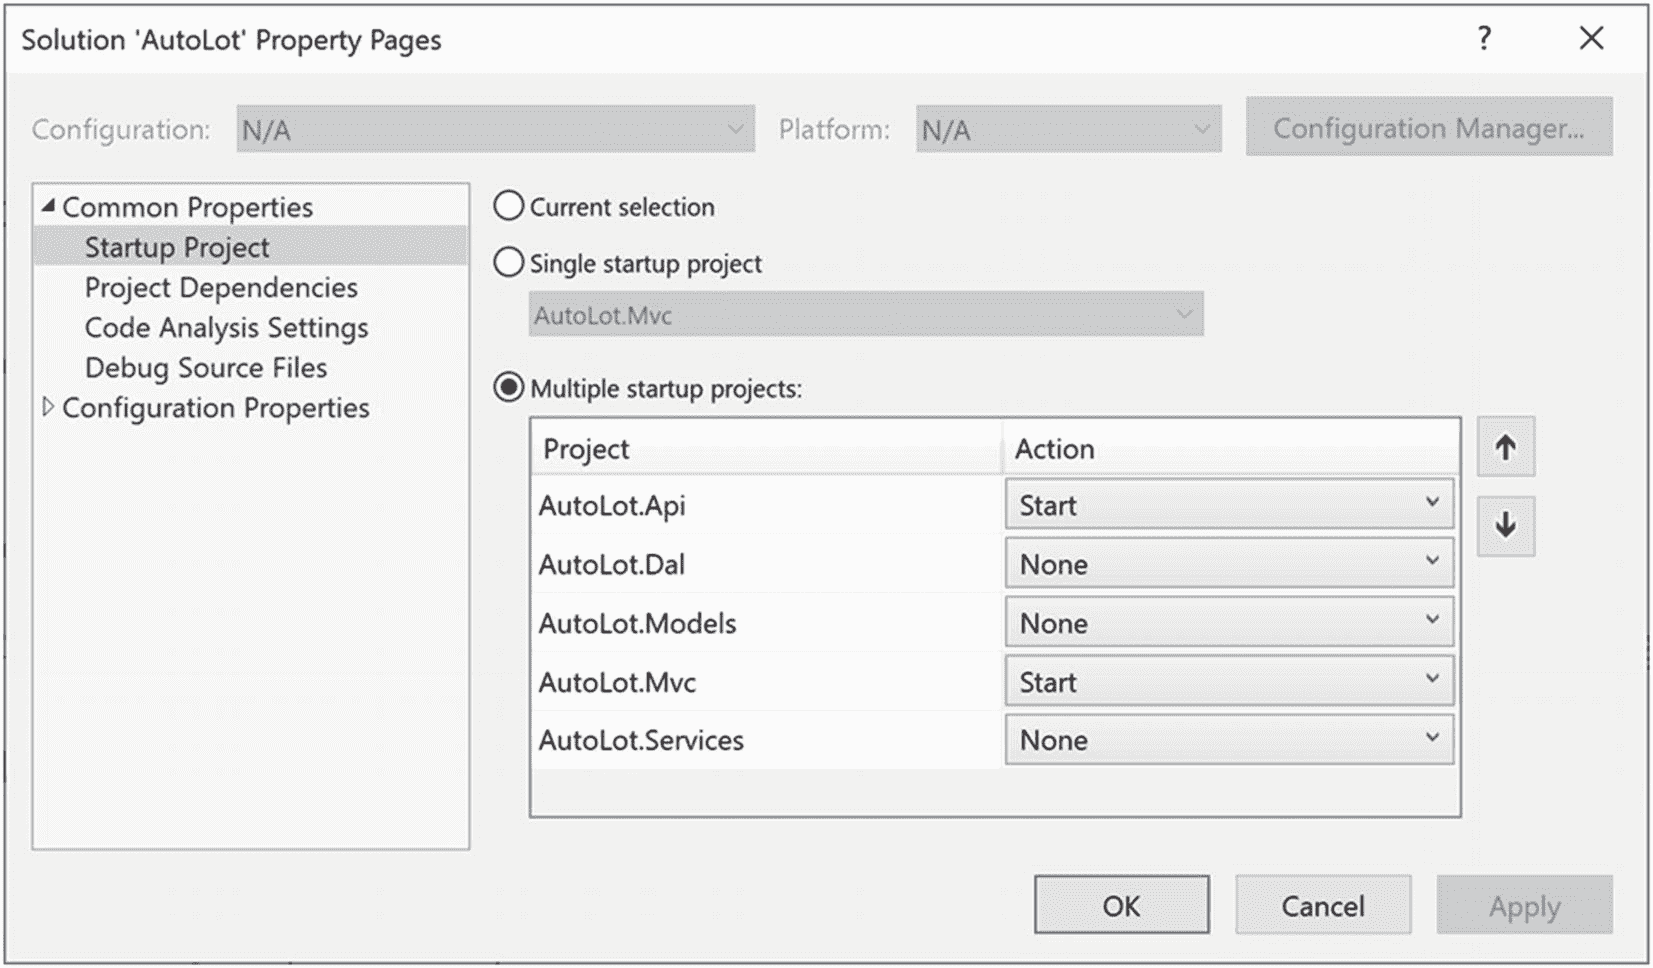 Solution 'AutoLot' Property Pages ?
Configuration: N/A Platform: N/A Configuration Manager...
Common Properties
Startup Project
Project Dependencies
Code Analysis Settings
Debug Source Files
Configuration Properties
Current selection
Single startup project
AutoLot.Mvc
Multiple startup projects:
Project Action
AutoLot.Api Start
AutoLot.Dal None
AutoLot.Models None
AutoLot.Mvc Start
AutoLot.Services None
OK Cancel Apply